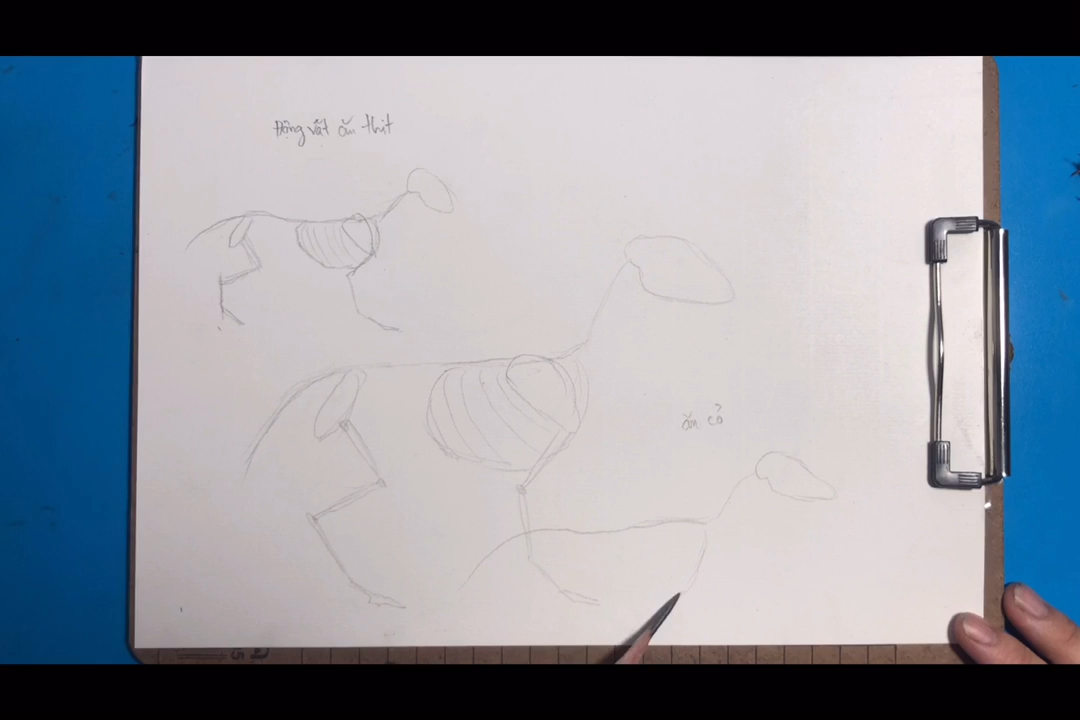 Động vật ăn thịt
ăn cỏ